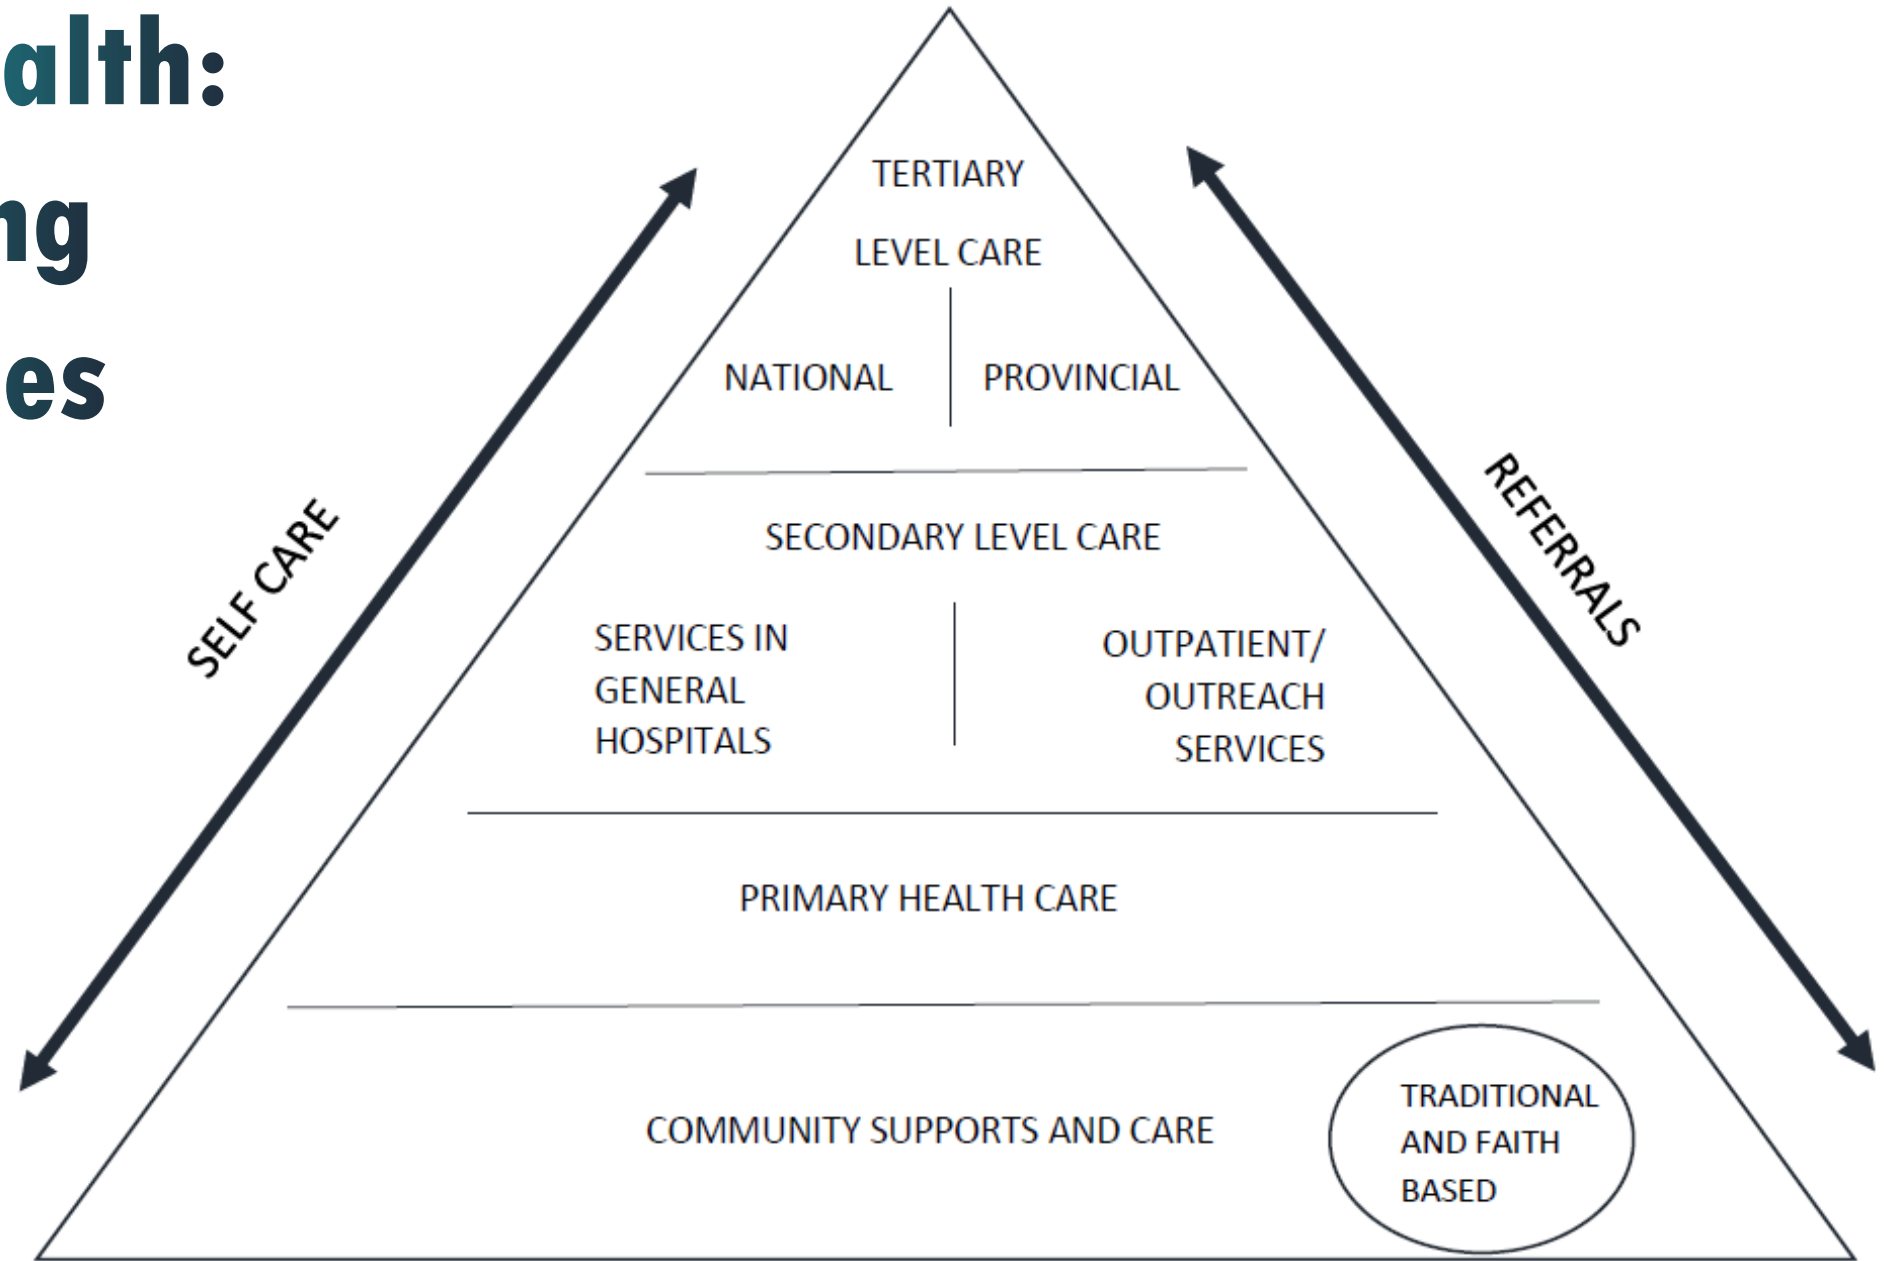 alth:
ng
es
TERTIARY
LEVEL CARE
NATIONAL
PROVINCIAL
SELF CARE
REFERRALS
SECONDARY LEVEL CARE
SERVICES IN
GENERAL
HOSPITALS
OUTPATIENT/
OUTREACH
SERVICES
PRIMARY HEALTH CARE
COMMUNITY SUPPORTS AND CARE
TRADITIONAL
AND FAITH
BASED